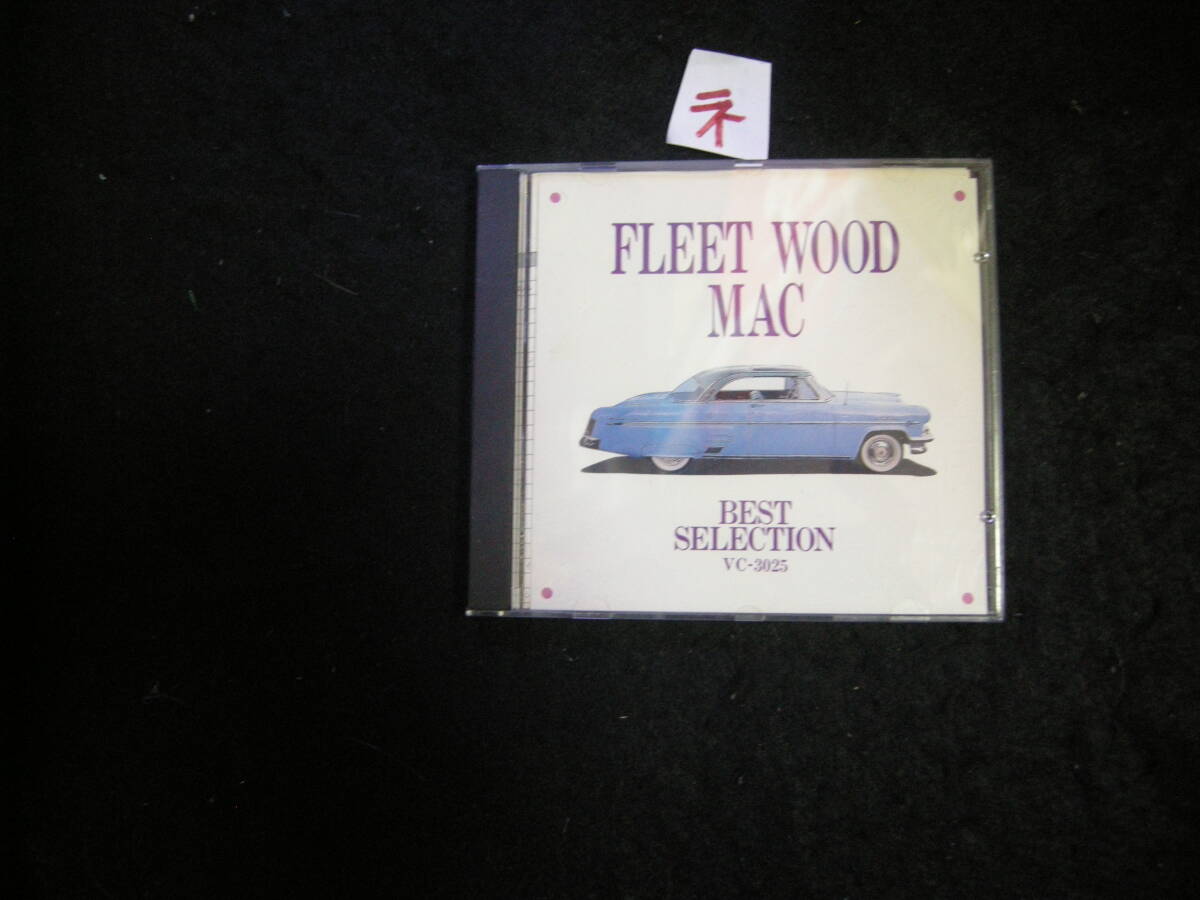 ネ
FLEET WOOD
MAC
BEST
SELECTION
VC-3025